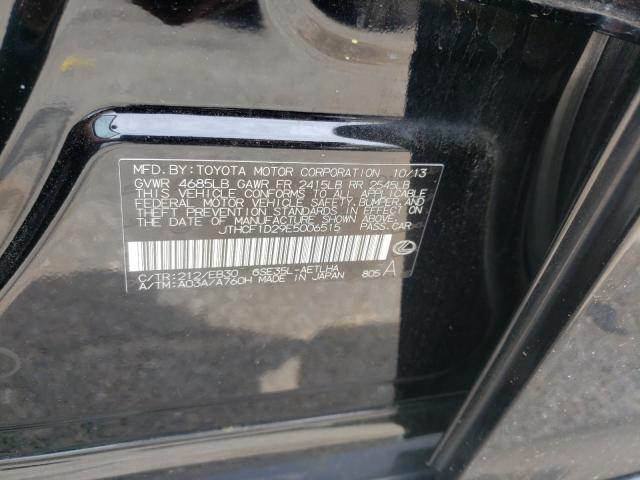 MFD. BY: TOYOTA MOTOR CORPORATION 10/13
GVWR 4685LB GAWR FR 2415LB RR 2545LB
THIS VEHICLE CONFORMS TO ALL APPLICABLE
FEDERAL MOTOR VEHICLE SAFETY, BUMPER, AND
THEFT PREVENTION STANDARDS IN EFFECT ON
THE DATE OF MANUFACTURE SHOWN ABOVE.
JTHCF1D29E5006515 PASS. CAR
C/TR: 212/EB30 GSE35L-AETLHA
A/TM: A03A/A760H MADE IN JAPAN 805 A